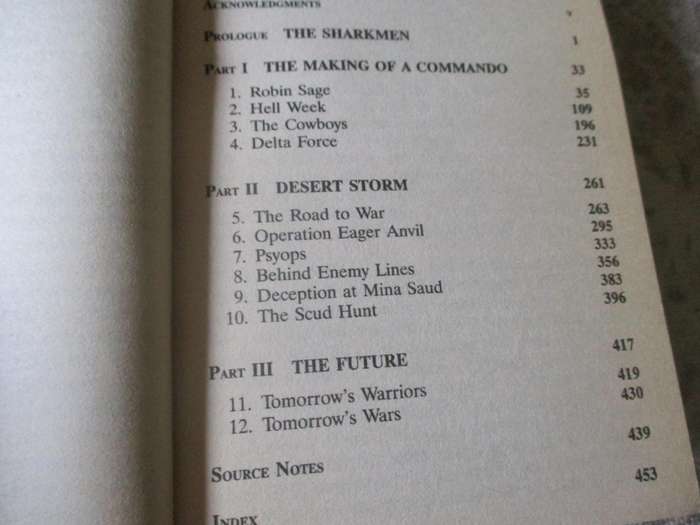 ACKNOWLEDGMENTS v
PROLOGUE THE SHARKMEN 1
PART I THE MAKING OF A COMMANDO 33
1. Robin Sage 35
2. Hell Week 109
3. The Cowboys 196
4. Delta Force 231
PART II DESERT STORM 261
5. The Road to War 263
6. Operation Eager Anvil 295
7. Psyops 333
8. Behind Enemy Lines 356
9. Deception at Mina Saud 383
10. The Scud Hunt 396
PART III THE FUTURE 417
11. Tomorrow's Warriors 419
12. Tomorrow's Wars 430
SOURCE NOTES 439
INDEX 453